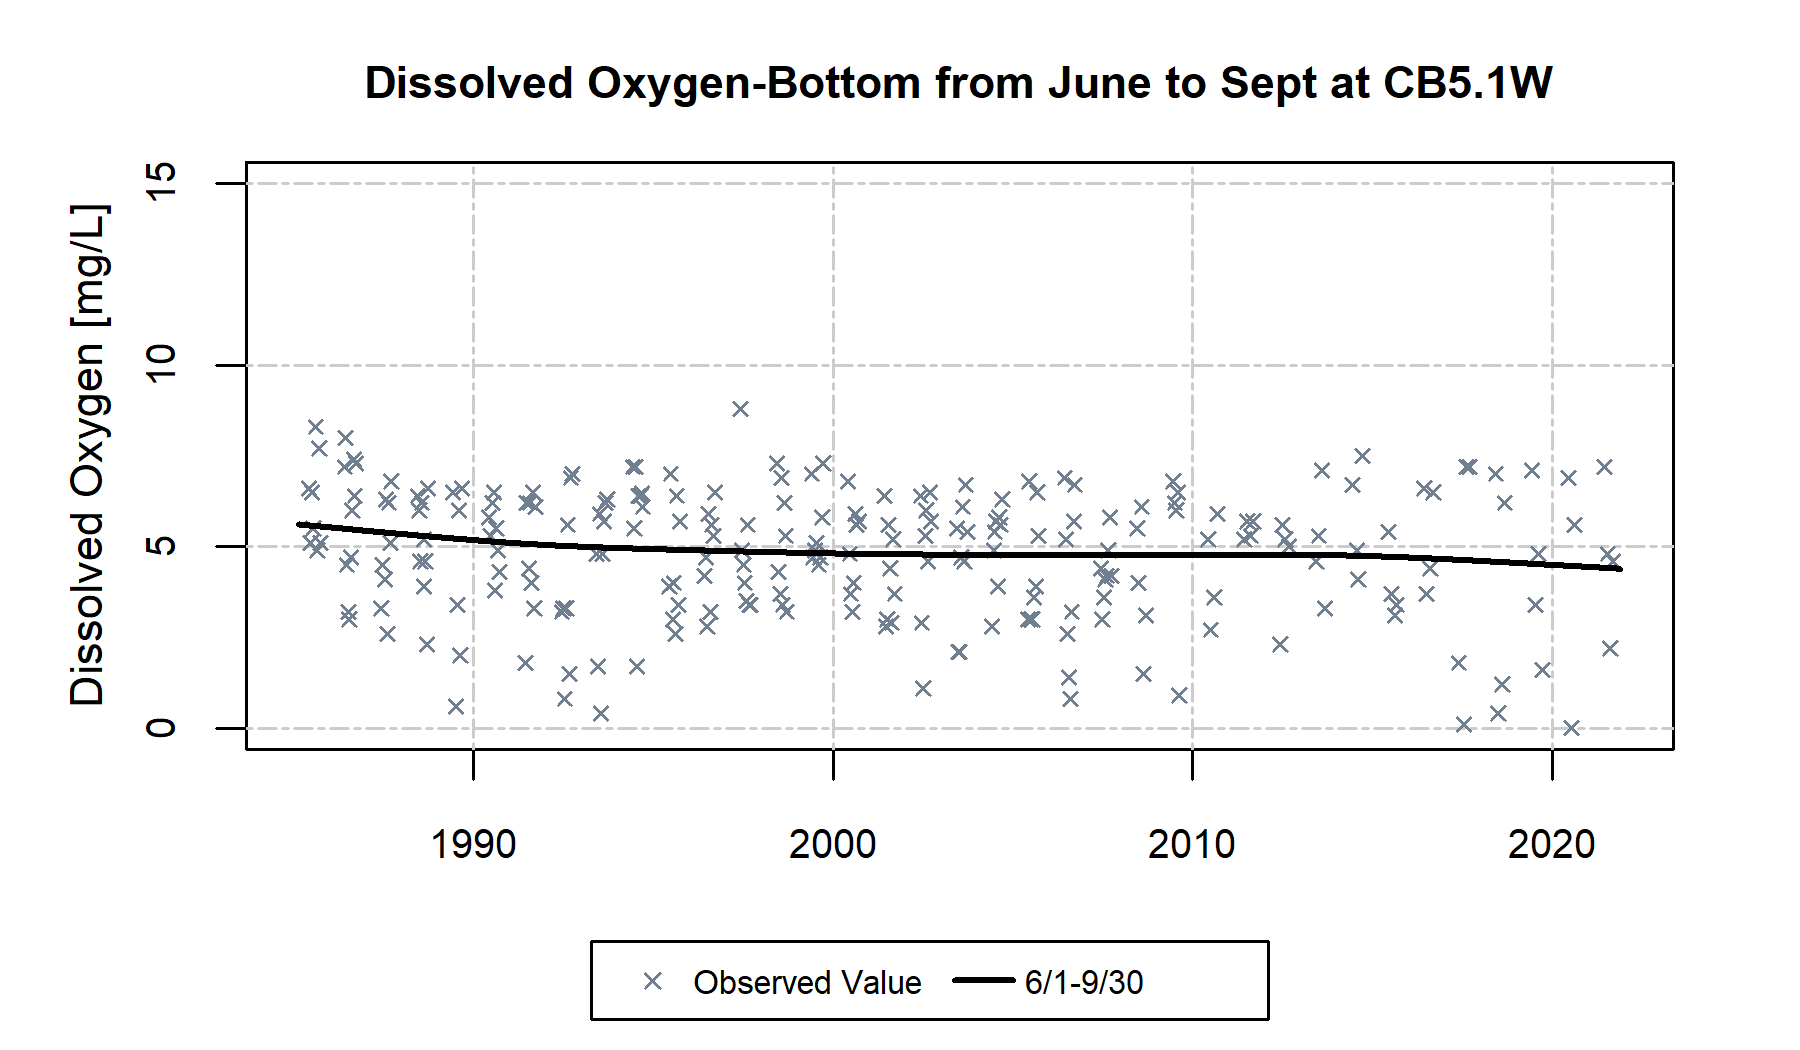 Dissolved Oxygen-Bottom from June to Sept at CB5.1W
Dissolved Oxygen [mg/L]
15
10
5
0
1990 2000 2010 2020
Observed Value 6/1-9/30